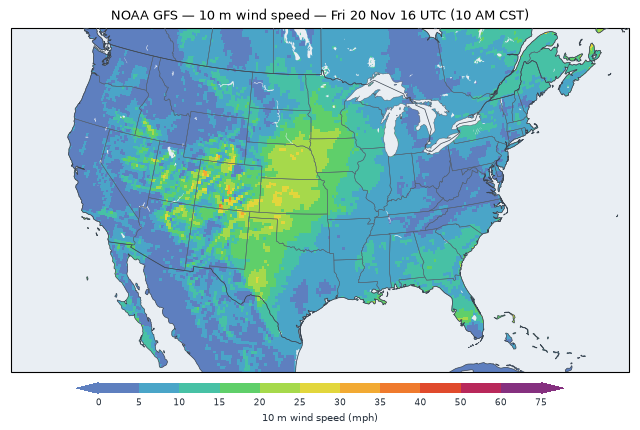 NOAA GFS — 10 m wind speed — Fri 20 Nov 16 UTC (10 AM CST)
0 5 10 15 20 25 30 35 40 50 60 75
10 m wind speed (mph)